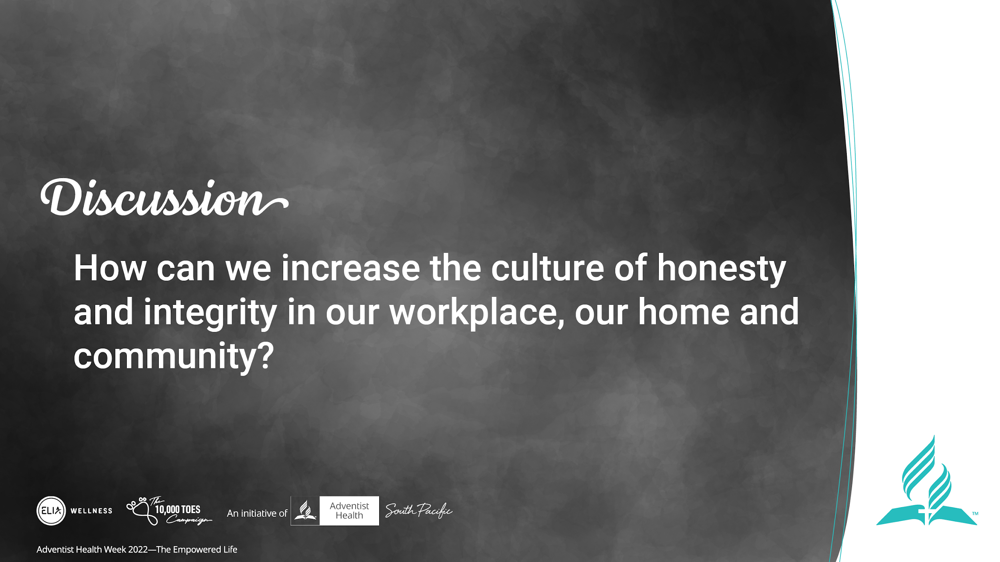 Discussion
How can we increase the culture of honesty
and integrity in our workplace, our home and
community?
ELIA WELLNESS
The
10,000 TOES
Campaign
An initiative of
Adventist
Health
South Pacific
TM
Adventist Health Week 2022—The Empowered Life